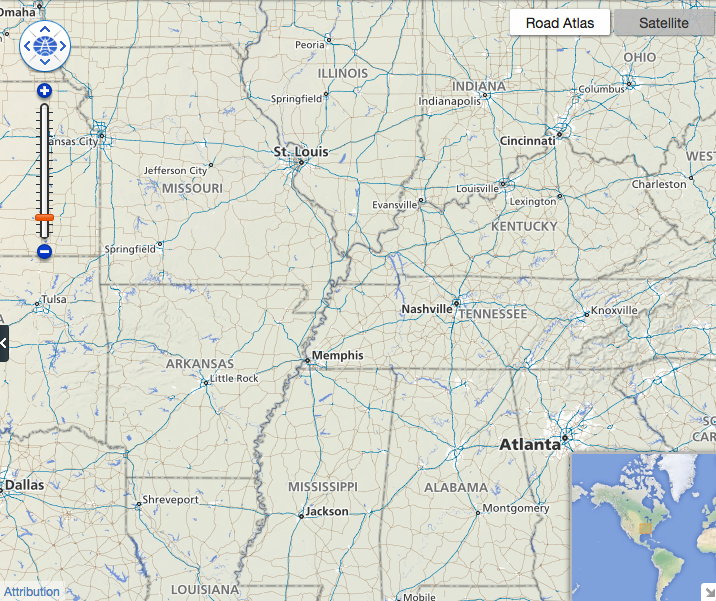 Omaha
Road Atlas
Satellite
Peoria
OHIO
ILLINOIS
INDIANA
Columbus
Springfield
Indianapolis
ansas City
Cincinnati
St. Louis
WES
Jefferson City
MISSOURI
Louisville
Charleston
Evansville
Lexington
KENTUCKY
Springfield
Tulsa
Nashville
TENNESSEE
Knoxville
A
Memphis
ARKANSAS
Little Rock
SO
CAR
Atlanta
Dallas
MISSISSIPPI
ALABAMA
Shreveport
Jackson
Montgomery
Attribution
LOUISIANA
Mobile